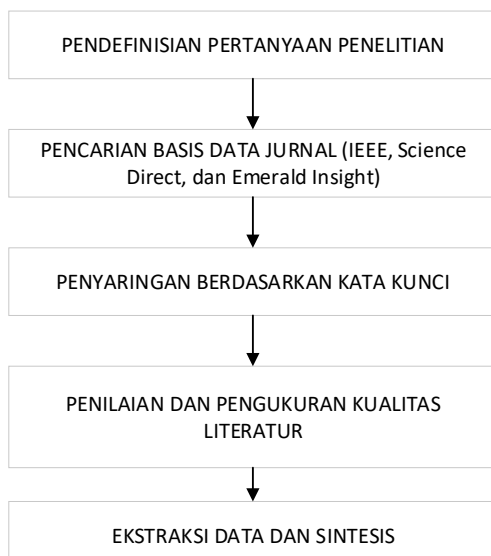 PENDEFINISIAN PERTANYAAN PENELITIAN
PENCARIAN BASIS DATA JURNAL (IEEE, Science
Direct, dan Emerald Insight)
PENYARINGAN BERDASARKAN KATA KUNCI
PENILAIAN DAN PENGUKURAN KUALITAS
LITERATUR
EKSTRAKSI DATA DAN SINTESIS